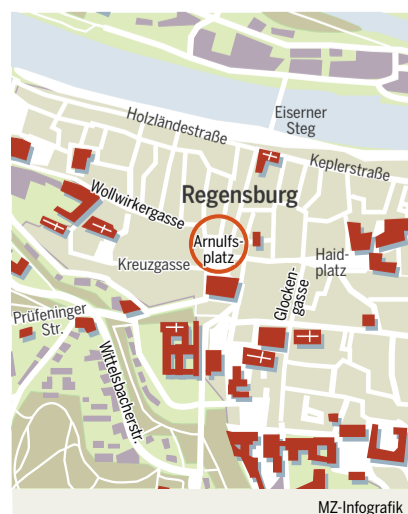 Eiserner
Steg
Holzländestraße
Keplerstraße
Wollwirkergasse
Regensburg
Arnulfs-
platz
Haid-
platz
Kreuzgasse
Glocken-
gasse
Prüfeninger
Str.
Wittelsbacherstr.
MZ-Infografik